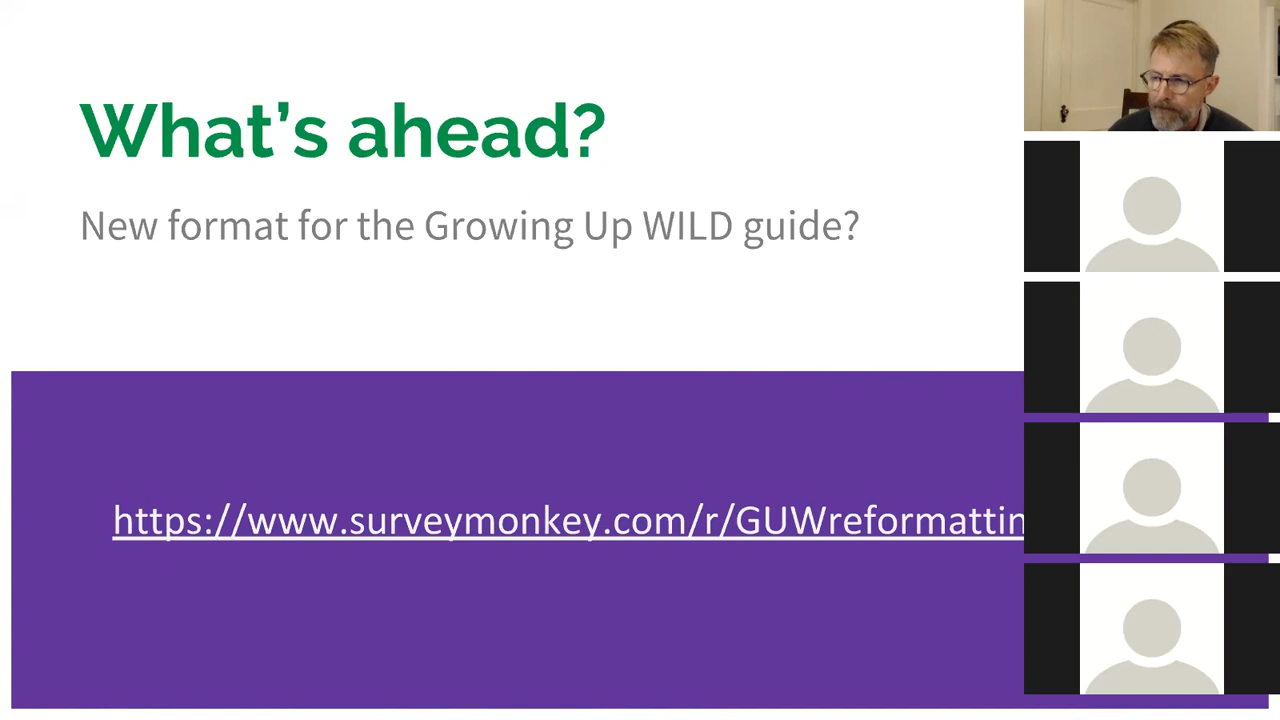 What's ahead?
New format for the Growing Up WILD guide?
https://www.surveymonkey.com/r/GUWreformattin